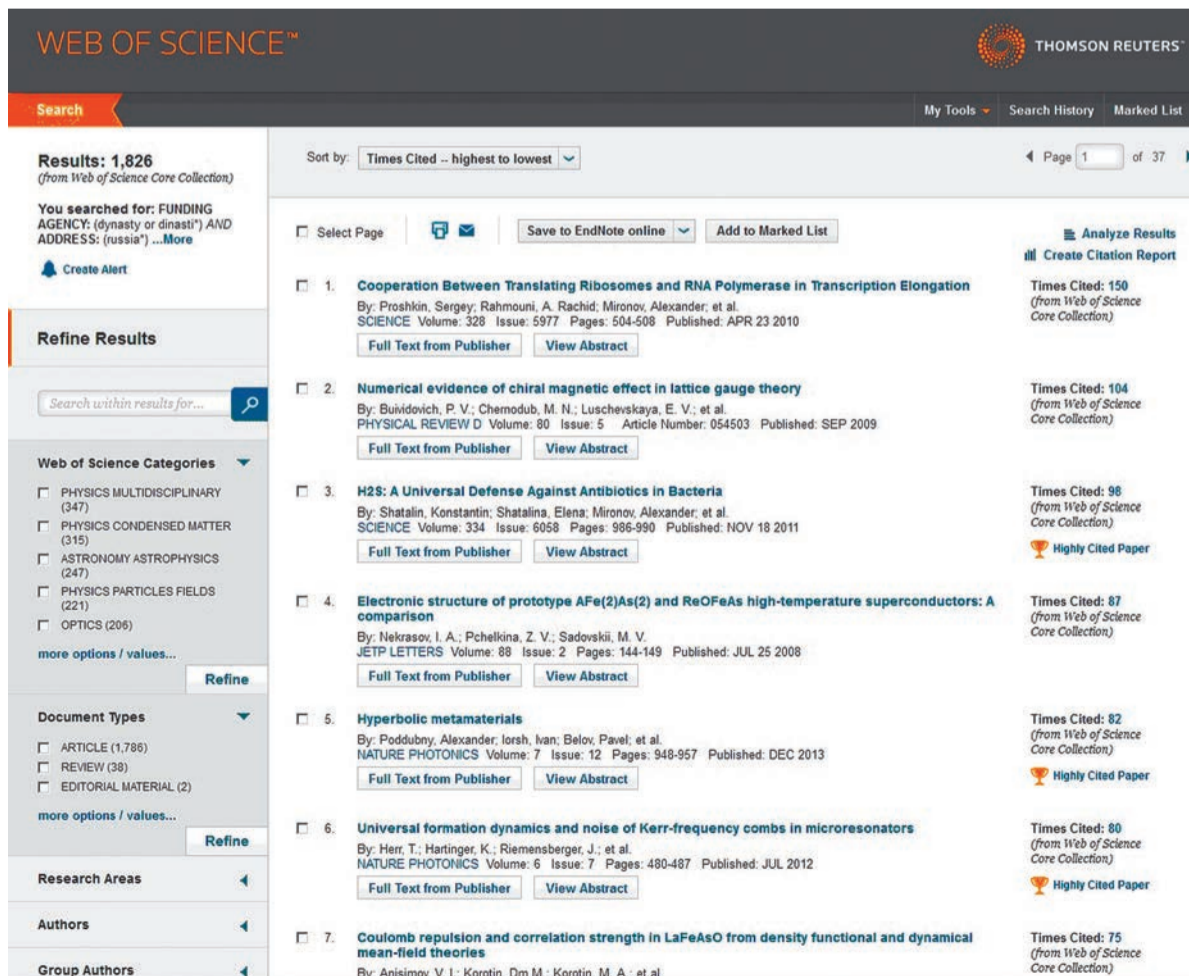 WEB OF SCIENCE™
THOMSON REUTERS™
Search
My Tools
Search History
Marked List
Results: 1,826
(from Web of Science Core Collection)
You searched for: FUNDING
AGENCY: (dynasty or dinasti*) AND
ADDRESS: (russia*) ...More
Create Alert
Refine Results
Search within results for...
Web of Science Categories
PHYSICS MULTIDISCIPLINARY
(347)
PHYSICS CONDENSED MATTER
(315)
ASTRONOMY ASTROPHYSICS
(247)
PHYSICS PARTICLES FIELDS
(221)
OPTICS (206)
more options / values...
Refine
Document Types
ARTICLE (1,786)
REVIEW (38)
EDITORIAL MATERIAL (2)
more options / values...
Refine
Research Areas
Authors
Group Authors
Sort by: Times Cited -- highest to lowest
Page 1 of 37
Select Page
Save to EndNote online
Add to Marked List
Analyze Results
Create Citation Report
1. Cooperation Between Translating Ribosomes and RNA Polymerase in Transcription Elongation
By: Proshkin, Sergey; Rahmouni, A. Rachid; Mironov, Alexander; et al.
SCIENCE Volume: 328 Issue: 5977 Pages: 504-508 Published: APR 23 2010
Full Text from Publisher View Abstract
Times Cited: 150
(from Web of Science
Core Collection)
2. Numerical evidence of chiral magnetic effect in lattice gauge theory
By: Buividovich, P. V.; Chernodub, M. N.; Luschevskaya, E. V.; et al.
PHYSICAL REVIEW D Volume: 80 Issue: 5 Article Number: 054503 Published: SEP 2009
Full Text from Publisher View Abstract
Times Cited: 104
(from Web of Science
Core Collection)
3. H2S: A Universal Defense Against Antibiotics in Bacteria
By: Shatalin, Konstantin; Shatalina, Elena; Mironov, Alexander; et al.
SCIENCE Volume: 334 Issue: 6058 Pages: 986-990 Published: NOV 18 2011
Full Text from Publisher View Abstract
Times Cited: 98
(from Web of Science
Core Collection)
Highly Cited Paper
4. Electronic structure of prototype AFe(2)As(2) and ReOFeAs high-temperature superconductors: A
comparison
By: Nekrasov, I. A.; Pchelkina, Z. V.; Sadovskii, M. V.
JETP LETTERS Volume: 88 Issue: 2 Pages: 144-149 Published: JUL 25 2008
Full Text from Publisher View Abstract
Times Cited: 87
(from Web of Science
Core Collection)
5. Hyperbolic metamaterials
By: Poddubny, Alexander; Iorsh, Ivan; Belov, Pavel; et al.
NATURE PHOTONICS Volume: 7 Issue: 12 Pages: 948-957 Published: DEC 2013
Full Text from Publisher View Abstract
Times Cited: 82
(from Web of Science
Core Collection)
Highly Cited Paper
6. Universal formation dynamics and noise of Kerr-frequency combs in microresonators
By: Herr, T.; Hartinger, K.; Riemensberger, J.; et al.
NATURE PHOTONICS Volume: 6 Issue: 7 Pages: 480-487 Published: JUL 2012
Full Text from Publisher View Abstract
Times Cited: 80
(from Web of Science
Core Collection)
Highly Cited Paper
7. Coulomb repulsion and correlation strength in LaFeAsO from density functional and dynamical
mean-field theories
By: Anisimov, V. I.; Korotin, Dm M.; Korotin, M. A.; et al.
Times Cited: 75
(from Web of Science
Core Collection)